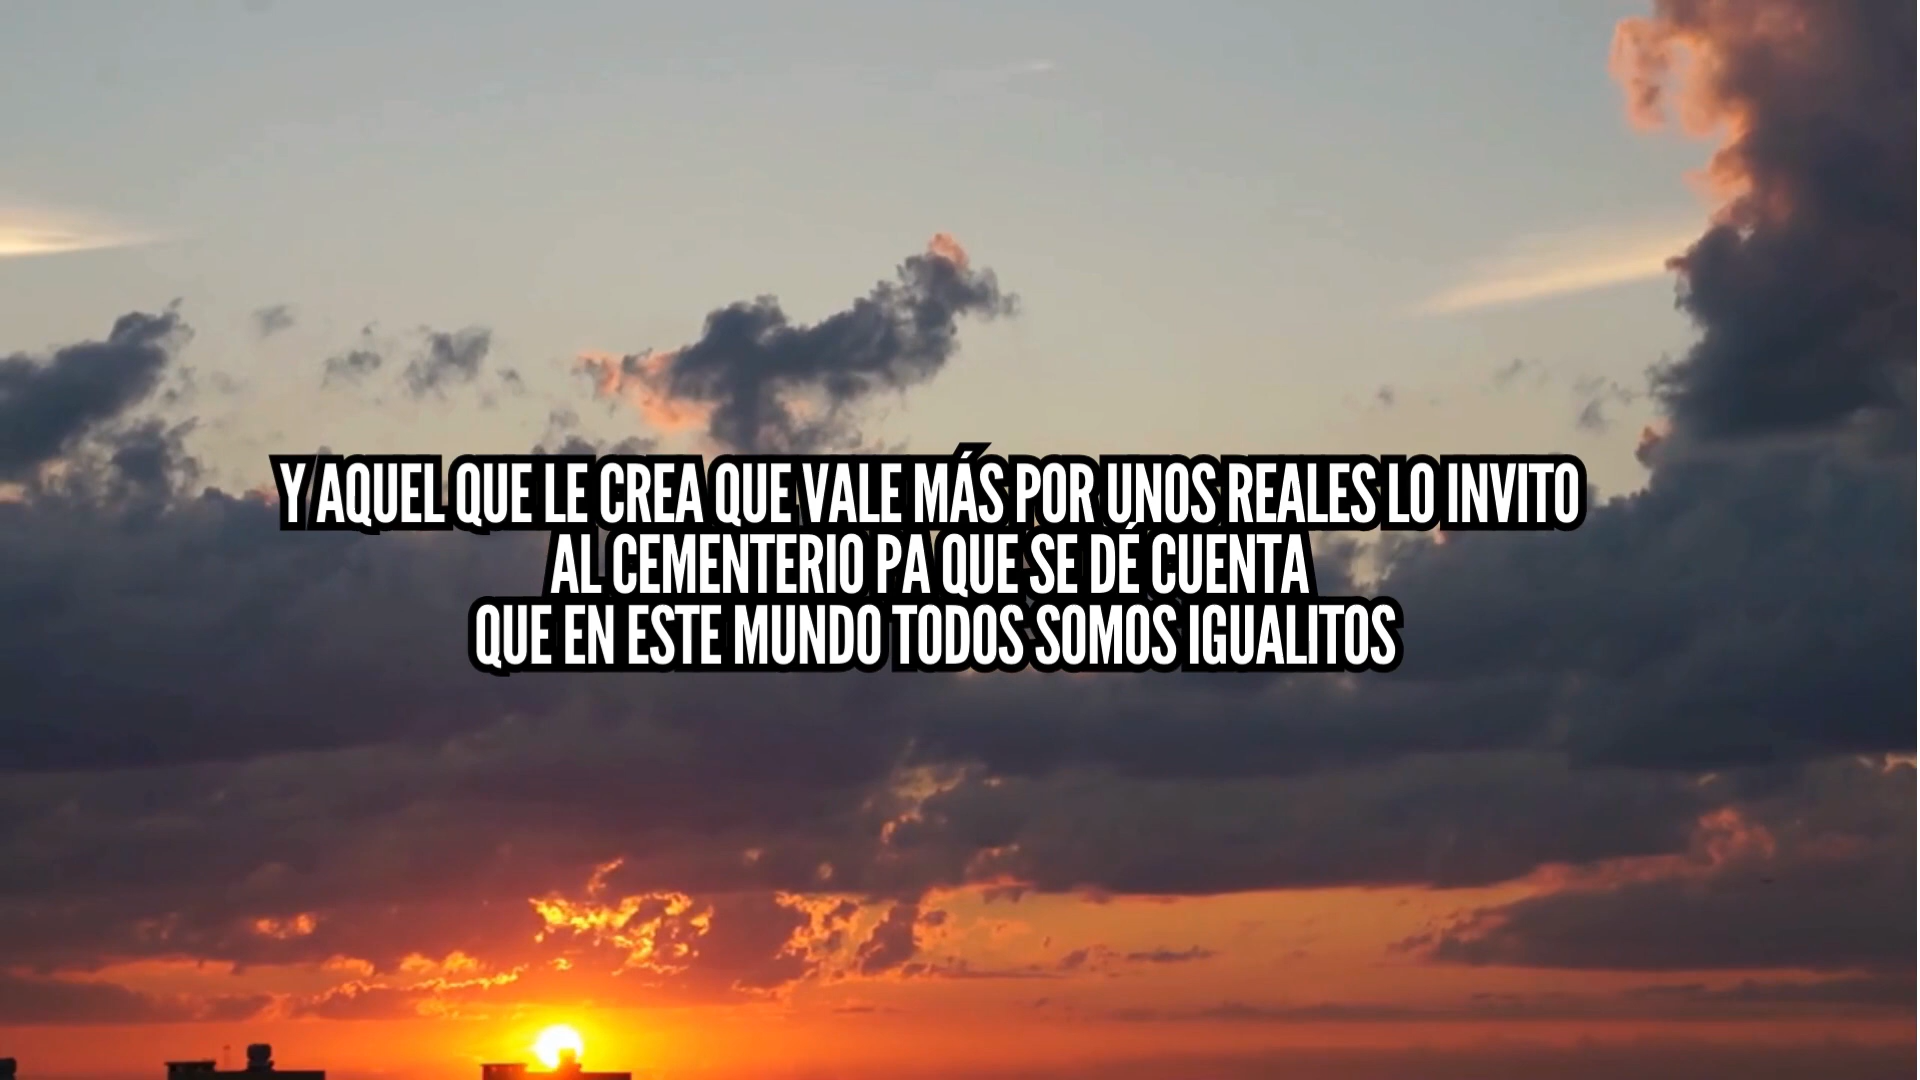 Y AQUEL QUE LE CREA QUE VALE MÁS POR UNOS REALES LO INVITO
AL CEMENTERIO PA QUE SE DÉ CUENTA
QUE EN ESTE MUNDO TODOS SOMOS IGUALITOS